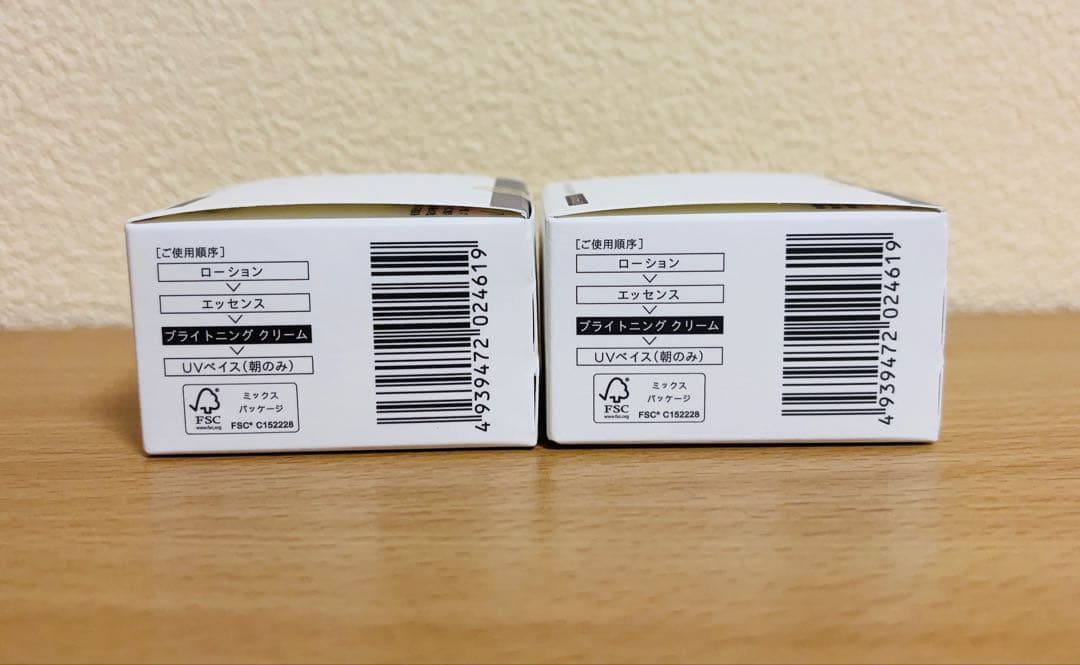 [ご使用順序]
ローション
エッセンス
ブライトニング クリーム
UVベイス(朝のみ)
FSC
www.fsc.org
ミックス
パッケージ
FSC® C152228
4939472024619
[ご使用順序]
ローション
エッセンス
ブライトニング クリーム
UVベイス(朝のみ)
FSC
www.fsc.org
ミックス
パッケージ
FSC® C152228
4939472024619